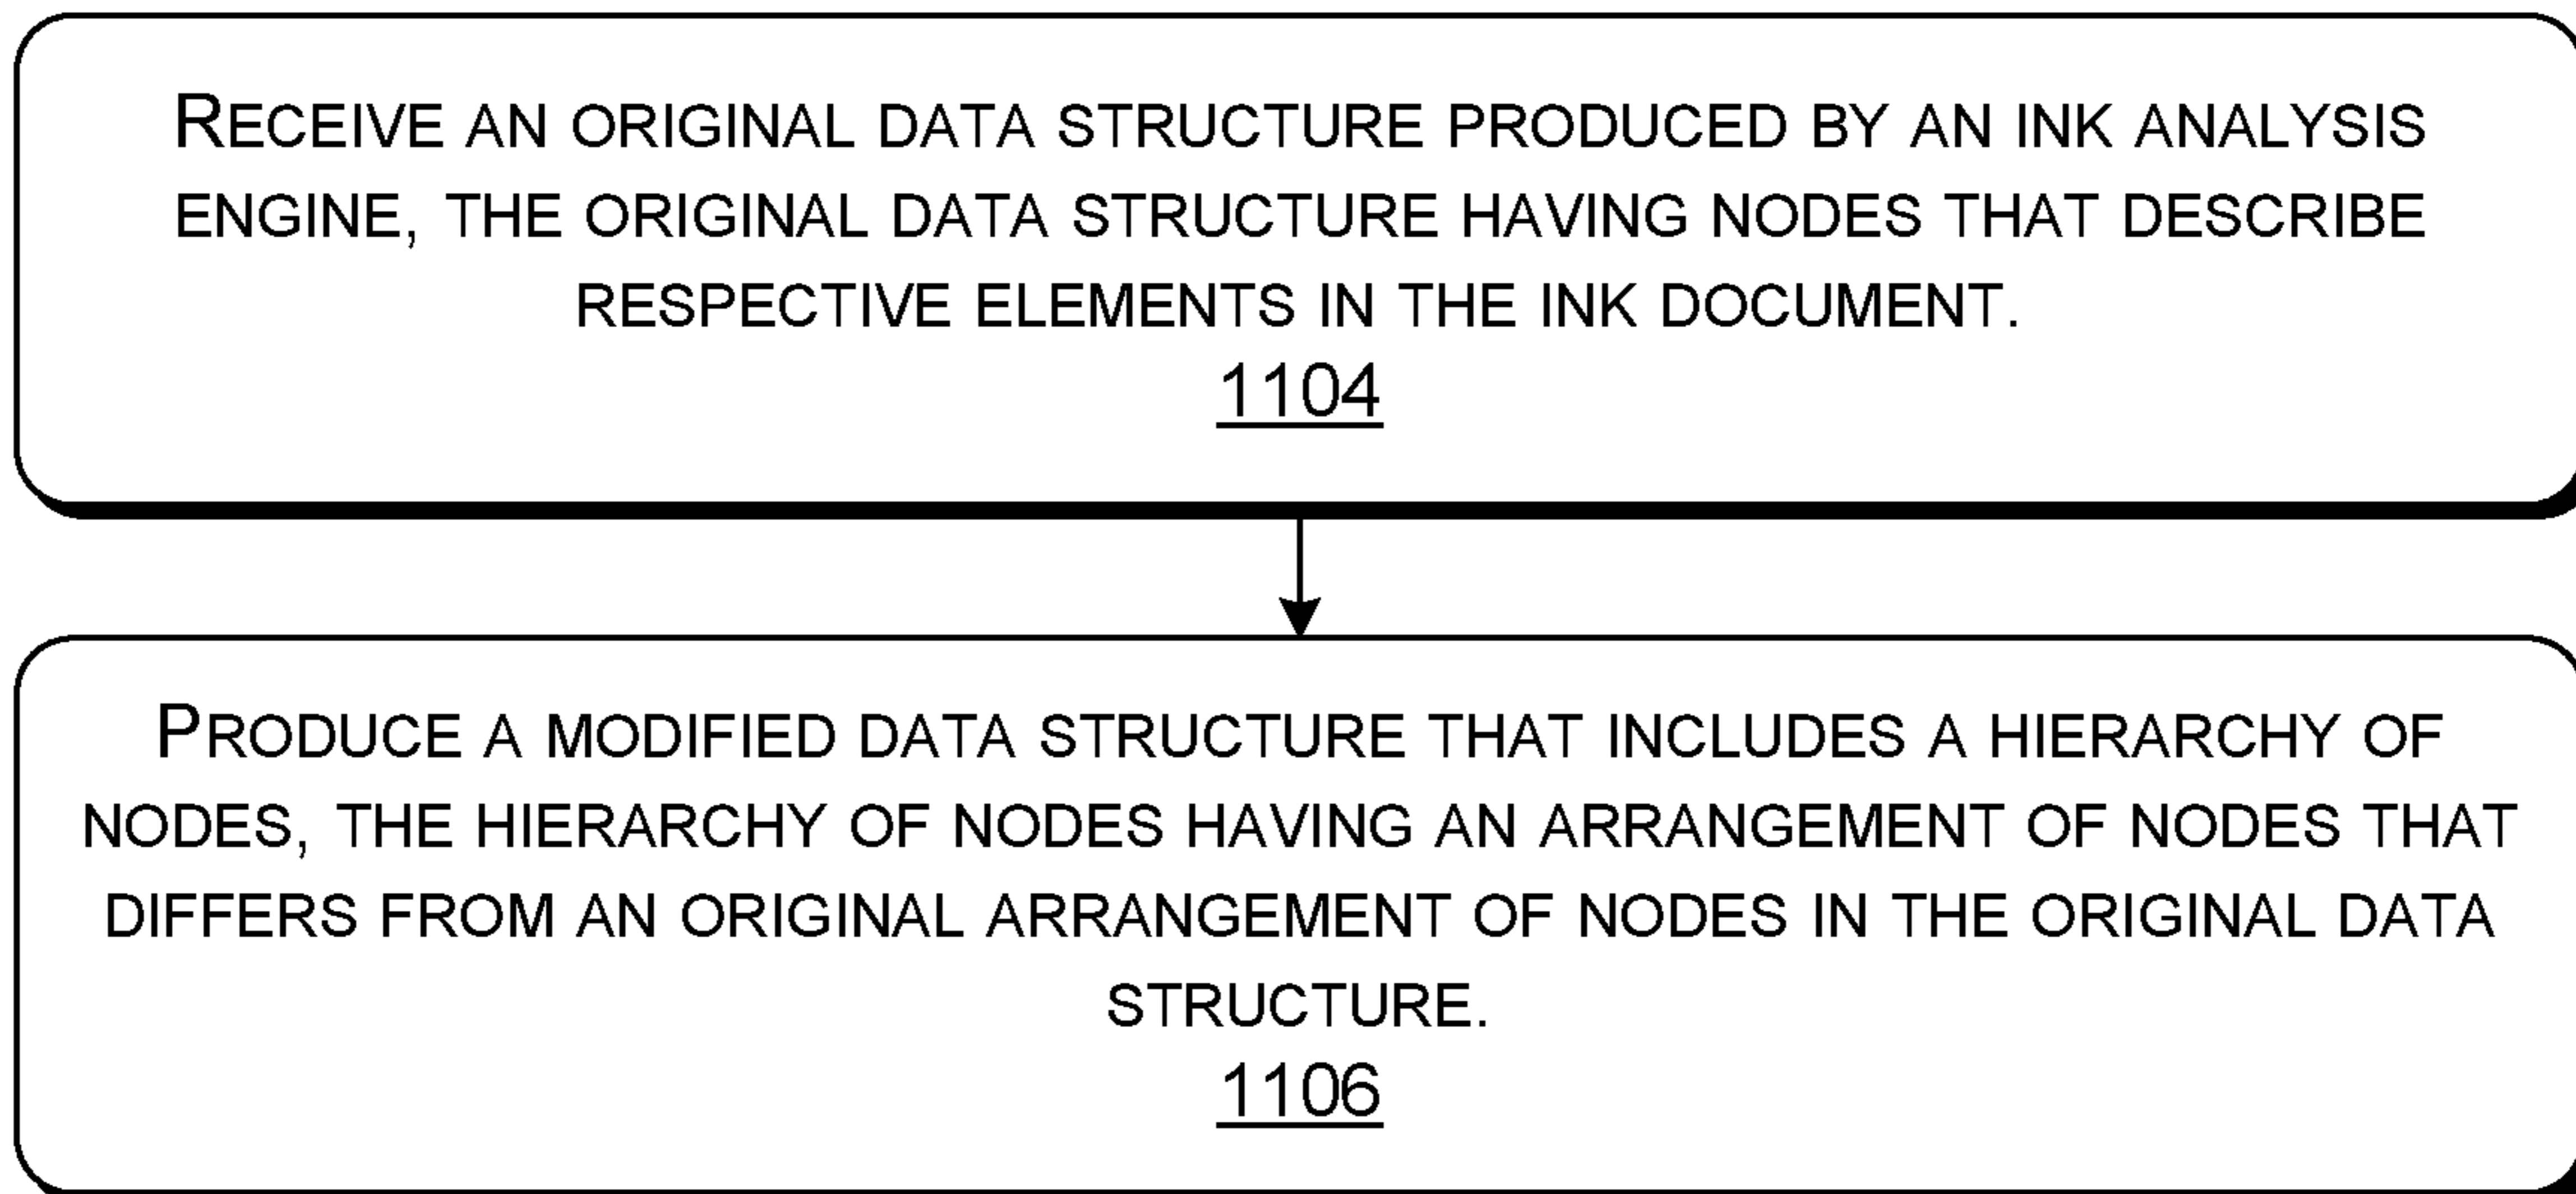 RECEIVE AN ORIGINAL DATA STRUCTURE PRODUCED BY AN INK ANALYSIS
ENGINE, THE ORIGINAL DATA STRUCTURE HAVING NODES THAT DESCRIBE
RESPECTIVE ELEMENTS IN THE INK DOCUMENT.
1104
PRODUCE A MODIFIED DATA STRUCTURE THAT INCLUDES A HIERARCHY OF
NODES, THE HIERARCHY OF NODES HAVING AN ARRANGEMENT OF NODES THAT
DIFFERS FROM AN ORIGINAL ARRANGEMENT OF NODES IN THE ORIGINAL DATA
STRUCTURE.
1106